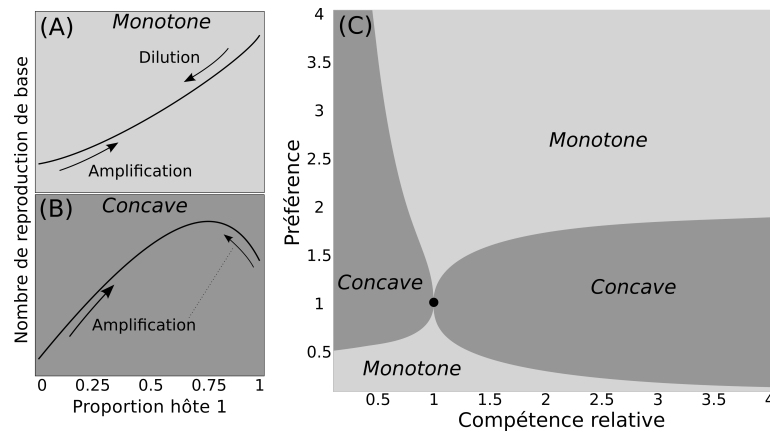 (A)
Monotone
Dilution
Amplification
(B)
Concave
Amplification
Nombre de reproduction de base
0 0.25 0.5 0.75 1
Proportion hôte 1
(C)
Monotone
Concave
Concave
Monotone
Préférence
4
3.5
3
2.5
2
1.5
1
0.5
0.5 1 1.5 2 2.5 3 3.5 4
Compétence relative